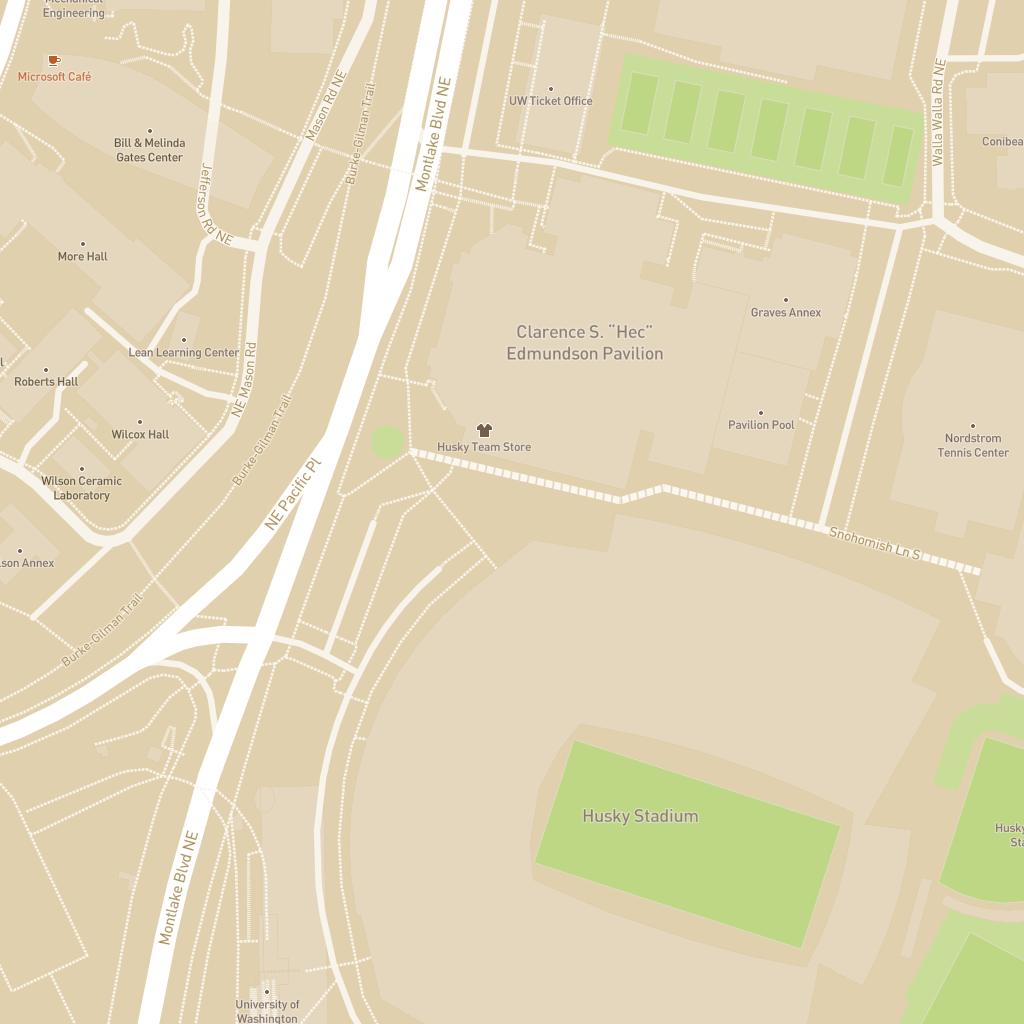 Mechanical
Engineering
Microsoft Café
Bill & Melinda
Gates Center
Mason Rd NE
Burke-Gilman Trail
Montlake Blvd NE
UW Ticket Office
Walla Walla Rd NE
Jefferson Rd NE
More Hall
Lean Learning Center
Roberts Hall
Wilcox Hall
NE Mason Rd
Burke-Gilman Trail
Clarence S. "Hec"
Edmundson Pavilion
Graves Annex
Pavilion Pool
Husky Team Store
Nordstrom
Tennis Center
Wilson Ceramic
Laboratory
NE Pacific Pl
Snohomish Ln S
Annex
Burke-Gilman Trail
Husky Stadium
Husky
Montlake Blvd NE
University of
Washington